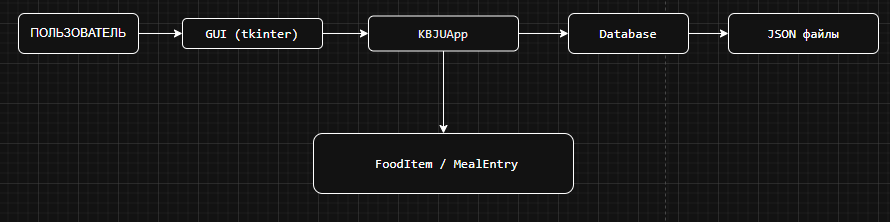 ПОЛЬЗОВАТЕЛЬ
GUI (tkinter)
KBJUApp
Database
JSON файлы
FoodItem / MealEntry